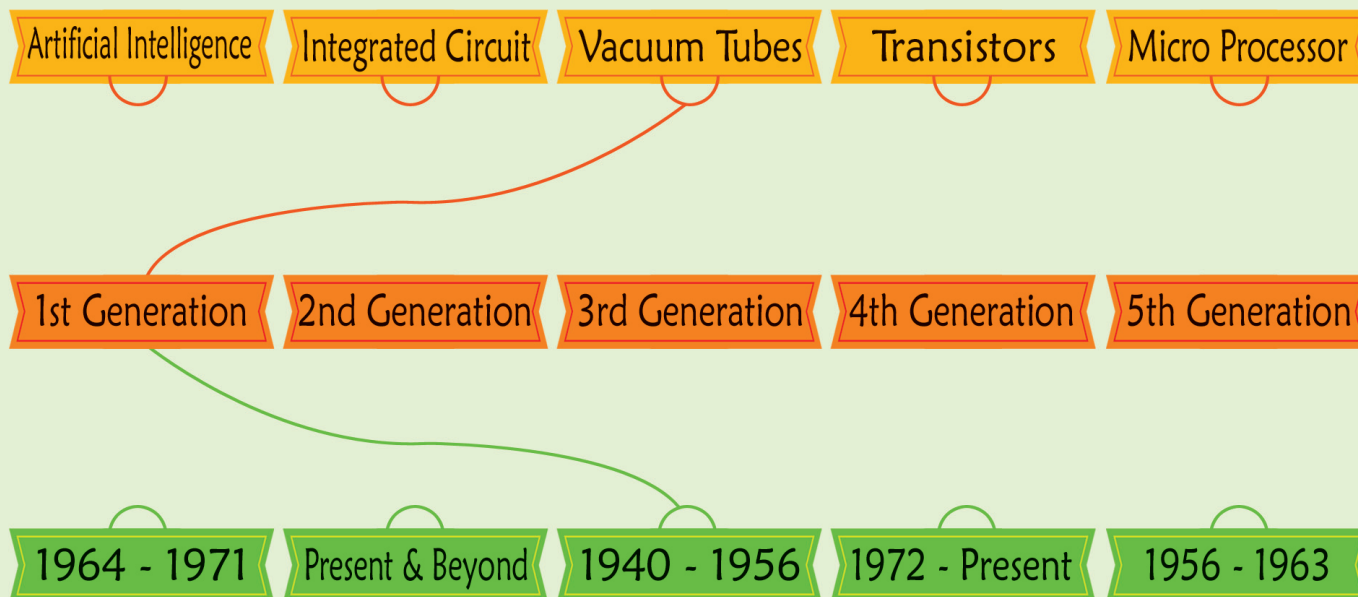 Artificial Intelligence
Integrated Circuit
Vacuum Tubes
Transistors
Micro Processor
1st Generation
2nd Generation
3rd Generation
4th Generation
5th Generation
1964 - 1971
Present & Beyond
1940 - 1956
1972 - Present
1956 - 1963